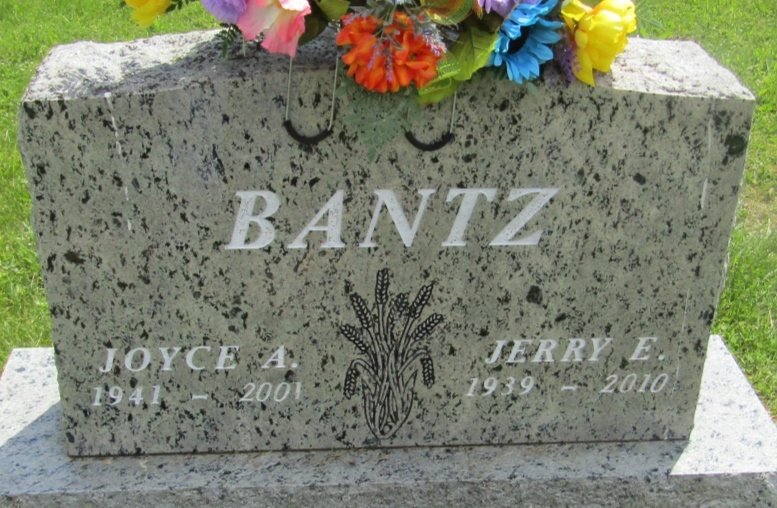 BANTZ
JOYCE A.
1941 - 2001
JERRY E.
1939 - 2010